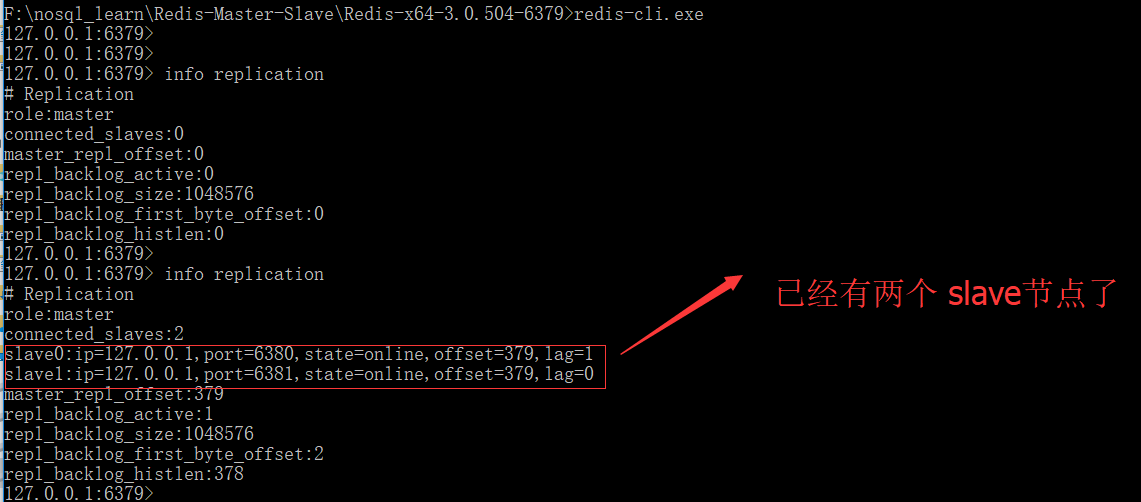 F:\nosql_learn\Redis-Master-Slave\Redis-x64-3.0.504-6379>redis-cli.exe
127.0.0.1:6379>
127.0.0.1:6379>
127.0.0.1:6379> info replication
# Replication
role:master
connected_slaves:0
master_repl_offset:0
repl_backlog_active:0
repl_backlog_size:1048576
repl_backlog_first_byte_offset:0
repl_backlog_histlen:0
127.0.0.1:6379>
127.0.0.1:6379> info replication
# Replication
role:master
connected_slaves:2
slave0:ip=127.0.0.1,port=6380,state=online,offset=379,lag=1
slave1:ip=127.0.0.1,port=6381,state=online,offset=379,lag=0
master_repl_offset:379
repl_backlog_active:1
repl_backlog_size:1048576
repl_backlog_first_byte_offset:2
repl_backlog_histlen:378
127.0.0.1:6379>
已经有两个 slave节点了